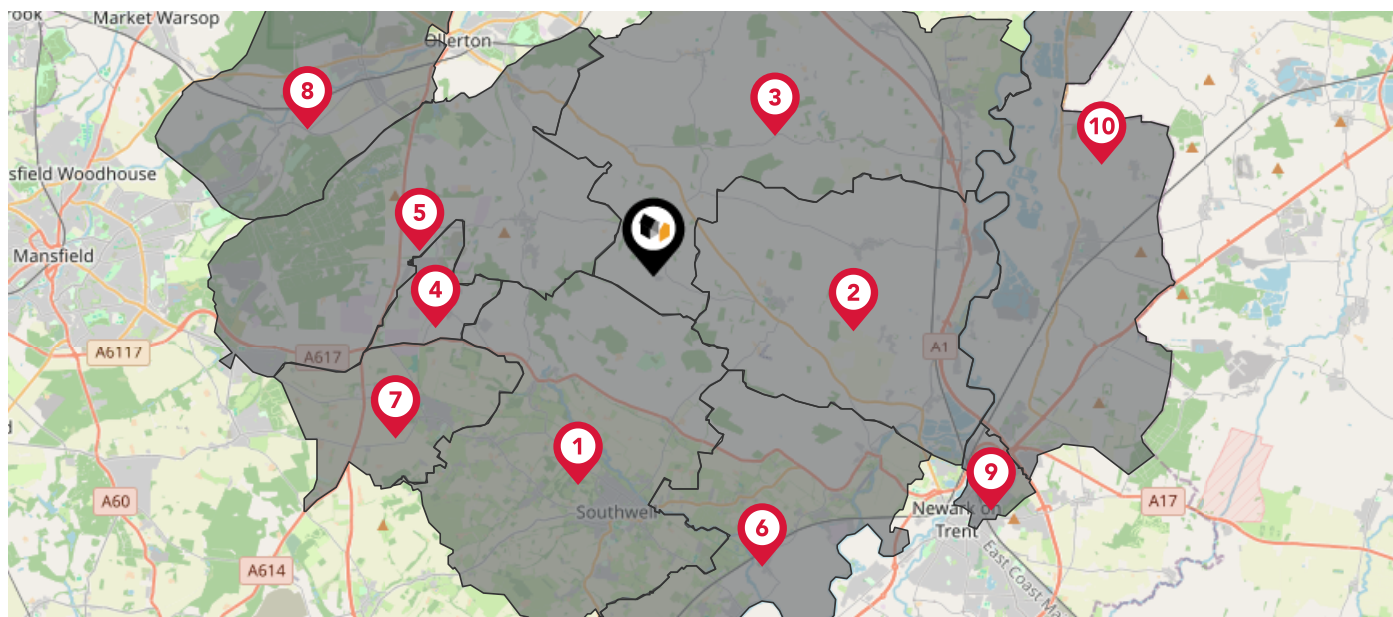 ook
Market Warsop
Ollerton
8
3
10
sfield Woodhouse
5
Mansfield
4
2
A6117
A617
A1
7
1
9
A60
Southwell
A17
Newark on
Trent
6
A614
East Coast Ma